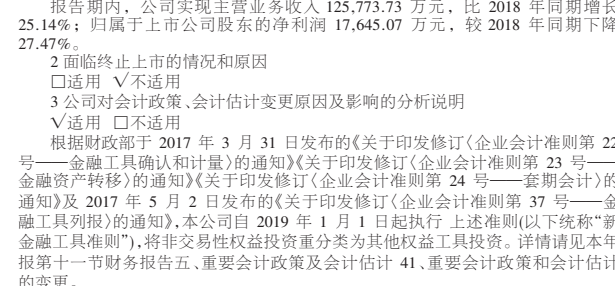 报告期内，公司实现主营业务收入 125,773.73 万元，比 2018 年同期增长
25.14%；归属于上市公司股东的净利润 17,645.07 万元，较 2018 年同期下降
27.47%。
2 面临终止上市的情况和原因
□适用 √不适用
3 公司对会计政策、会计估计变更原因及影响的分析说明
√适用 □不适用
根据财政部于 2017 年 3 月 31 日发布的《关于印发修订〈企业会计准则第 22
号——金融工具确认和计量〉的通知》《关于印发修订〈企业会计准则第 23 号——
金融资产转移〉的通知》《关于印发修订〈企业会计准则第 24 号——套期会计〉的
通知》及 2017 年 5 月 2 日发布的《关于印发修订〈企业会计准则第 37 号——金
融工具列报〉的通知》，本公司自 2019 年 1 月 1 日起执行 上述准则(以下统称“新
金融工具准则”)，将非交易性权益投资重分类为其他权益工具投资。详情请见本年
报第十一节财务报告五、重要会计政策及会计估计 41、重要会计政策和会计估计
的变更。